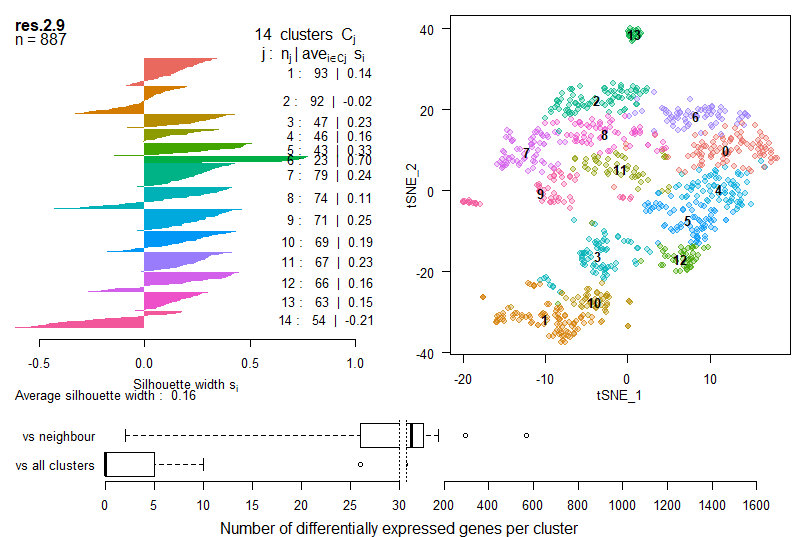 res.2.9
n = 887
14 clusters Cj
j : nj | avei∈Cj si
1 : 93 | 0.14
2 : 92 | -0.02
3 : 47 | 0.23
4 : 46 | 0.16
5 : 43 | 0.33
6 : 23 | 0.70
7 : 79 | 0.24
8 : 74 | 0.11
9 : 71 | 0.25
10 : 69 | 0.19
11 : 67 | 0.23
12 : 66 | 0.16
13 : 63 | 0.15
14 : 54 | -0.21
-0.5 0.0 0.5 1.0
Silhouette width si
Average silhouette width : 0.16
tSNE_2
40
20
0
-20
-40
13
2
6
8
7
0
11
9
4
5
3
12
10
1
-20 -10 0 10
tSNE_1
vs neighbour
vs all clusters
0 5 10 15 20 25 30 200 400 600 800 1000 1200 1400 1600
Number of differentially expressed genes per cluster